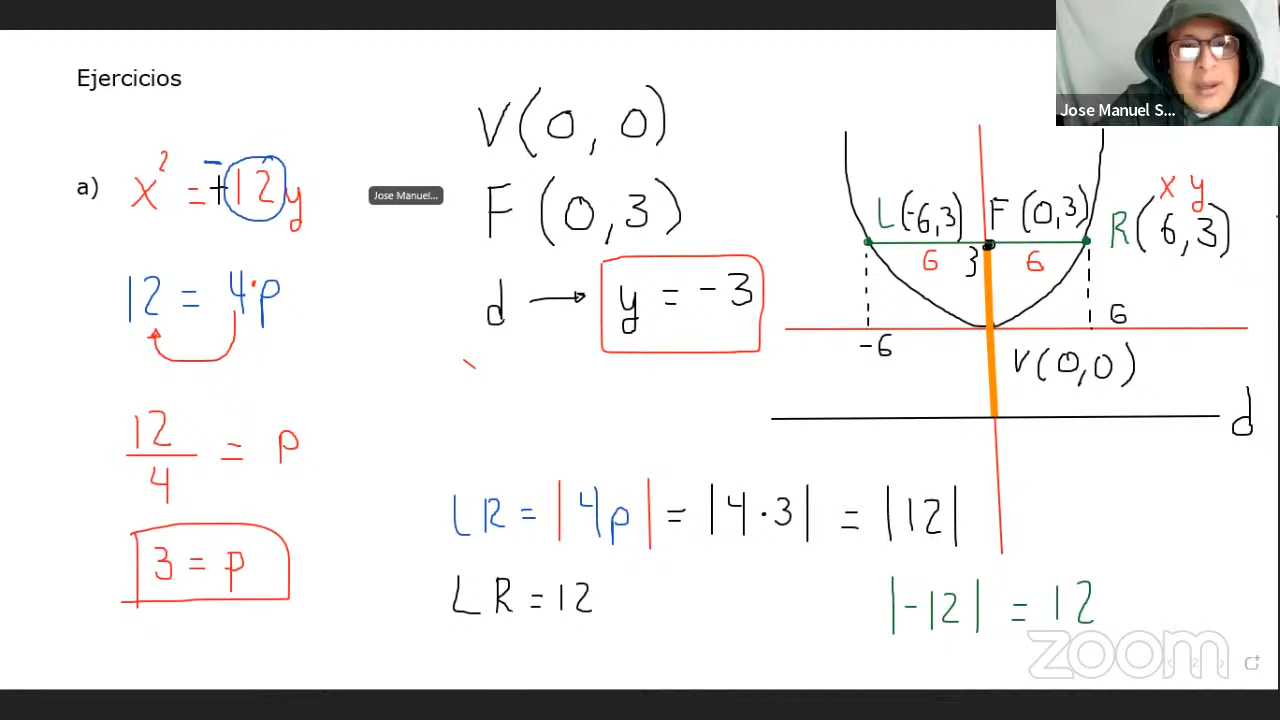 Ejercicios
a) x² = +12y
12 = 4·p
12/4 = p
3 = p
Jose Manuel...
V(0, 0)
F (0, 3)
d → y = -3
LR = |4p| = |4·3| = |12|
LR = 12
|-12| = 12
Jose Manuel S...
x y
L(-6,3) F(0,3) R(6,3)
6 3 6
-6 6
V(0,0)
d
zoom
2